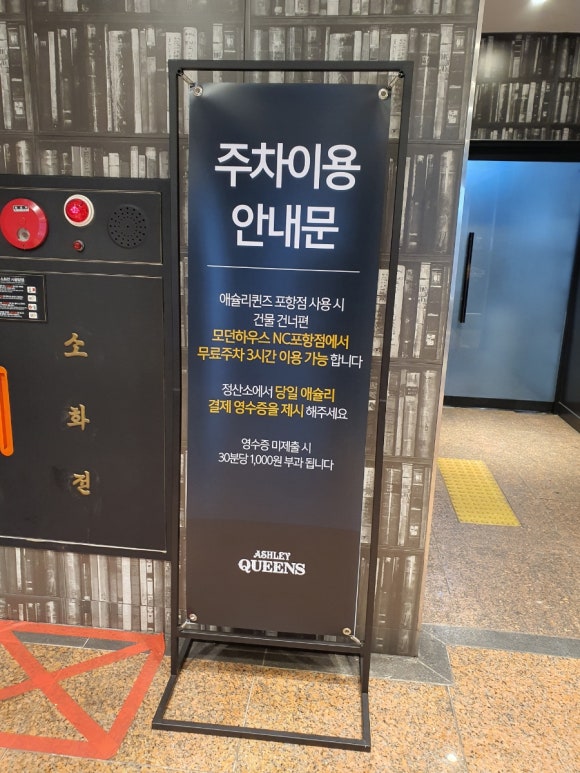 주차이용
안내문
애슐리퀸즈 포항점 사용 시
건물 건너편
모던하우스 NC포항점에서
무료주차 3시간 이용 가능 합니다
정산소에서 당일 애슐리
결제 영수증을 제시 해주세요
영수증 미제출 시
30분당 1,000원 부과 됩니다
ASHLEY
QUEENS
소
화
전